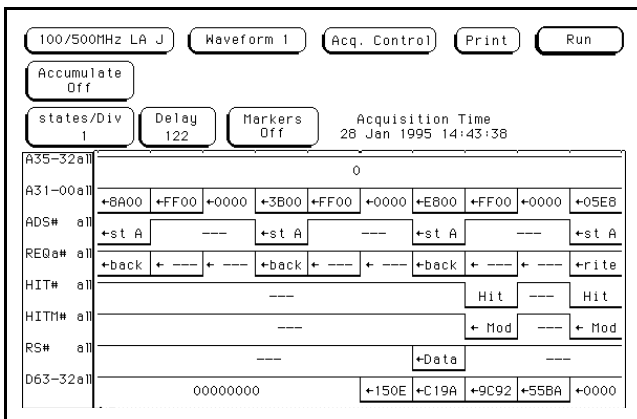 100/500MHz LA J Waveform 1 Acq. Control Print Run
Accumulate
Off
states/Div
1
Delay
122
Markers
Off
Acquisition Time
28 Jan 1995 14:43:38
A35-32all 0
A31-00all ←8A00 ←FF00 ←0000 ←3B00 ←FF00 ←0000 ←E800 ←FF00 ←0000 ←05E8
ADS# all ←st A --- ←st A --- ←st A --- ←st A
REQa# all ←back ← --- ← --- ←back ← --- ← --- ←back ← --- ← --- ←rite
HIT# all --- Hit --- Hit
HITM# all --- ← Mod --- ← Mod
RS# all --- ←Data ---
D63-32all 00000000 ←150E ←C19A ←9C92 ←55BA ←0000